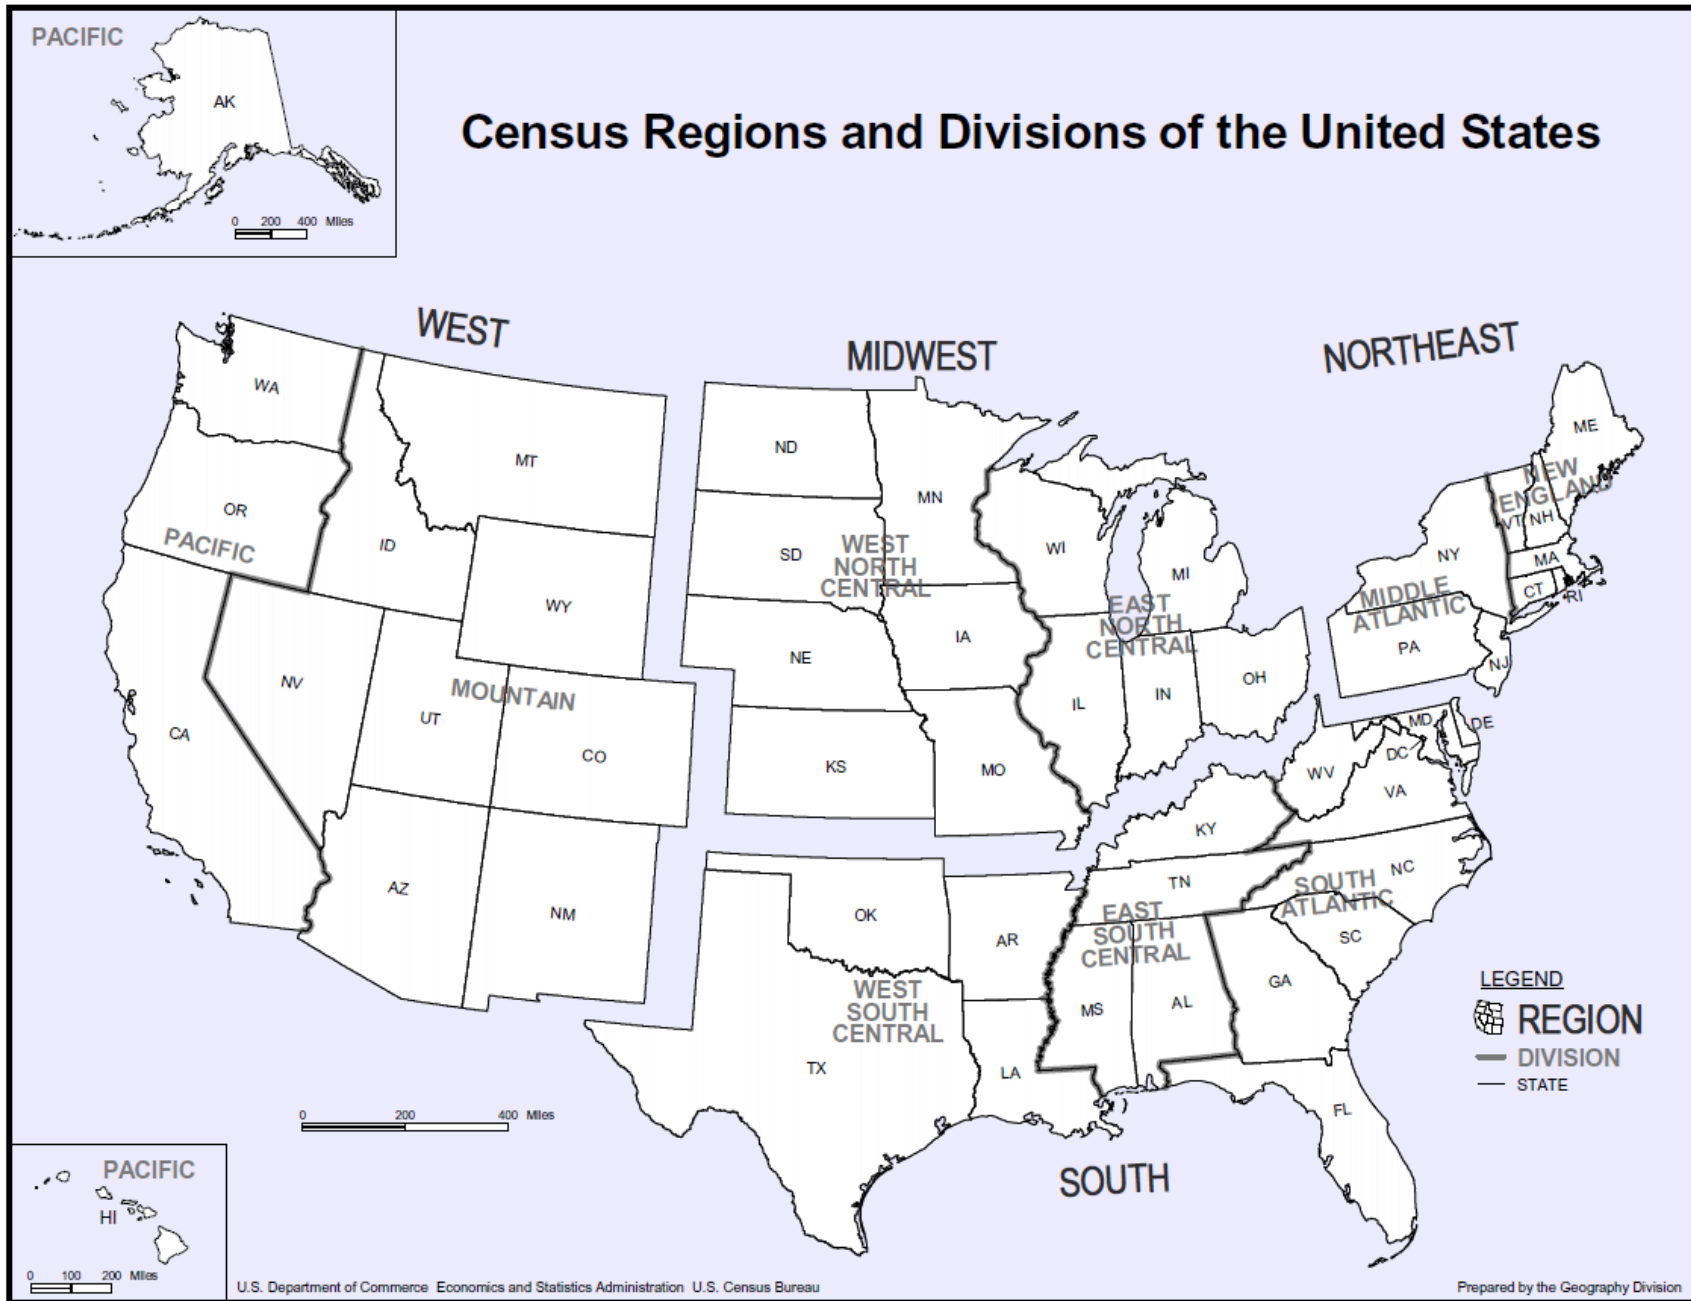 PACIFIC
AK
0 200 400 Miles
Census Regions and Divisions of the United States
WEST
MIDWEST
NORTHEAST
WA
MT
OR
PACIFIC
ID
WY
NV
UT
MOUNTAIN
CO
CA
AZ
NM
ND
MN
SD
WEST
NORTH
CENTRAL
NE
IA
KS
MO
WI
MI
EAST
NORTH
CENTRAL
IL
IN
OH
ME
NEW
ENGLAND
VT
NH
NY
MA
CT
RI
MIDDLE
ATLANTIC
PA
NJ
MD
DE
DC
WV
VA
KY
TN
NC
SOUTH
ATLANTIC
SC
GA
FL
EAST
SOUTH
CENTRAL
MS
AL
OK
AR
WEST
SOUTH
CENTRAL
TX
LA
SOUTH
LEGEND
REGION
DIVISION
STATE
0 200 400 Miles
PACIFIC
HI
0 100 200 Miles
U.S. Department of Commerce Economics and Statistics Administration U.S. Census Bureau
Prepared by the Geography Division